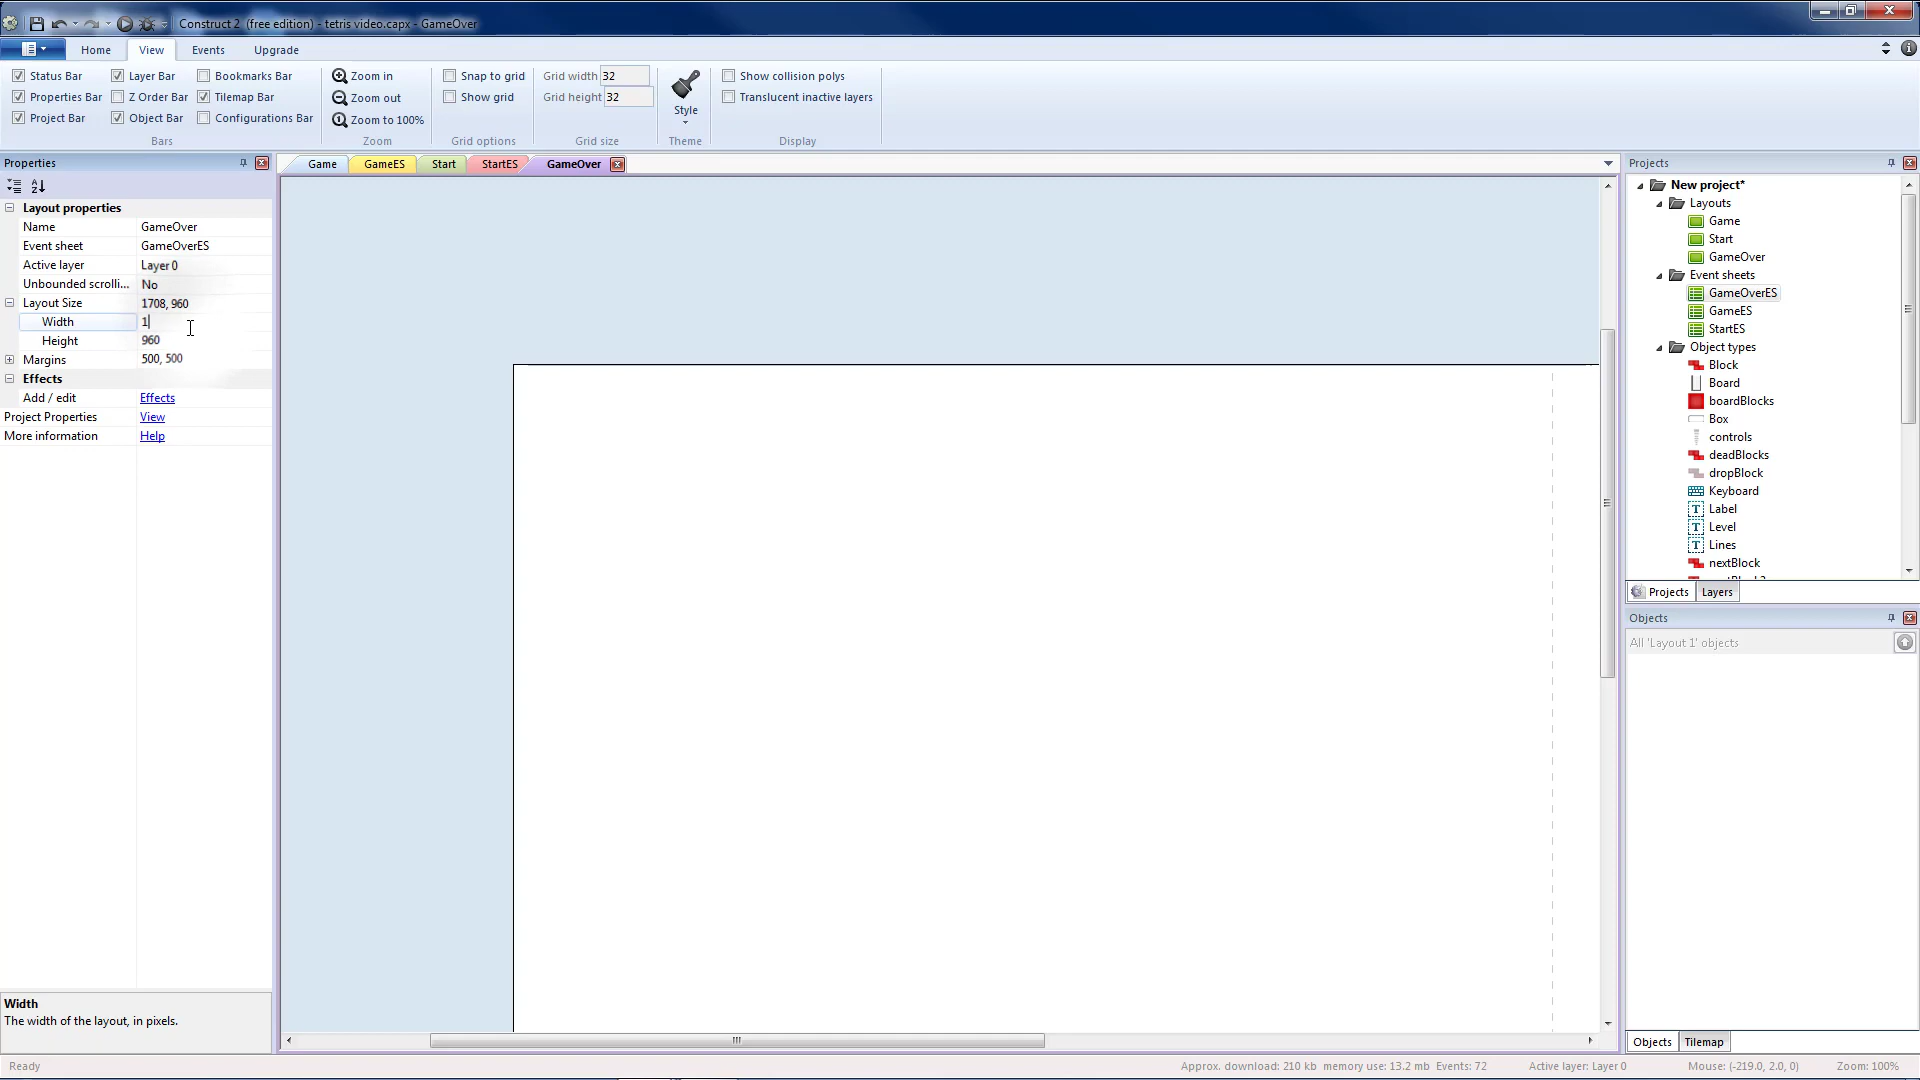 Construct 2 (free edition) - tetris video.capx - GameOver
Home View Events Upgrade
Status Bar Layer Bar Bookmarks Bar Zoom in Snap to grid Grid width 32 Show collision polys
Properties Bar Z Order Bar Tilemap Bar Zoom out Show grid Grid height 32 Style Translucent inactive layers
Project Bar Object Bar Configurations Bar Zoom to 100%
Bars Zoom Grid options Grid size Theme Display
Properties Game GameES Start StartES GameOver Projects
Layout properties
Name GameOver
Event sheet GameOverES
Active layer Layer 0
Unbounded scrolli... No
Layout Size 1708, 960
Width 1
Height 960
Margins 500, 500
Effects
Add / edit Effects
Project Properties View
More information Help
Width
The width of the layout, in pixels.
New project*
Layouts
Game
Start
GameOver
Event sheets
GameOverES
GameES
StartES
Object types
Block
Board
boardBlocks
Box
controls
deadBlocks
dropBlock
Keyboard
Label
Level
Lines
nextBlock
Projects Layers
Objects
All 'Layout 1' objects
Objects Tilemap
Ready Approx. download: 210 kb memory use: 13.2 mb Events: 72 Active layer: Layer 0 Mouse: (-219.0, 2.0, 0) Zoom: 100%